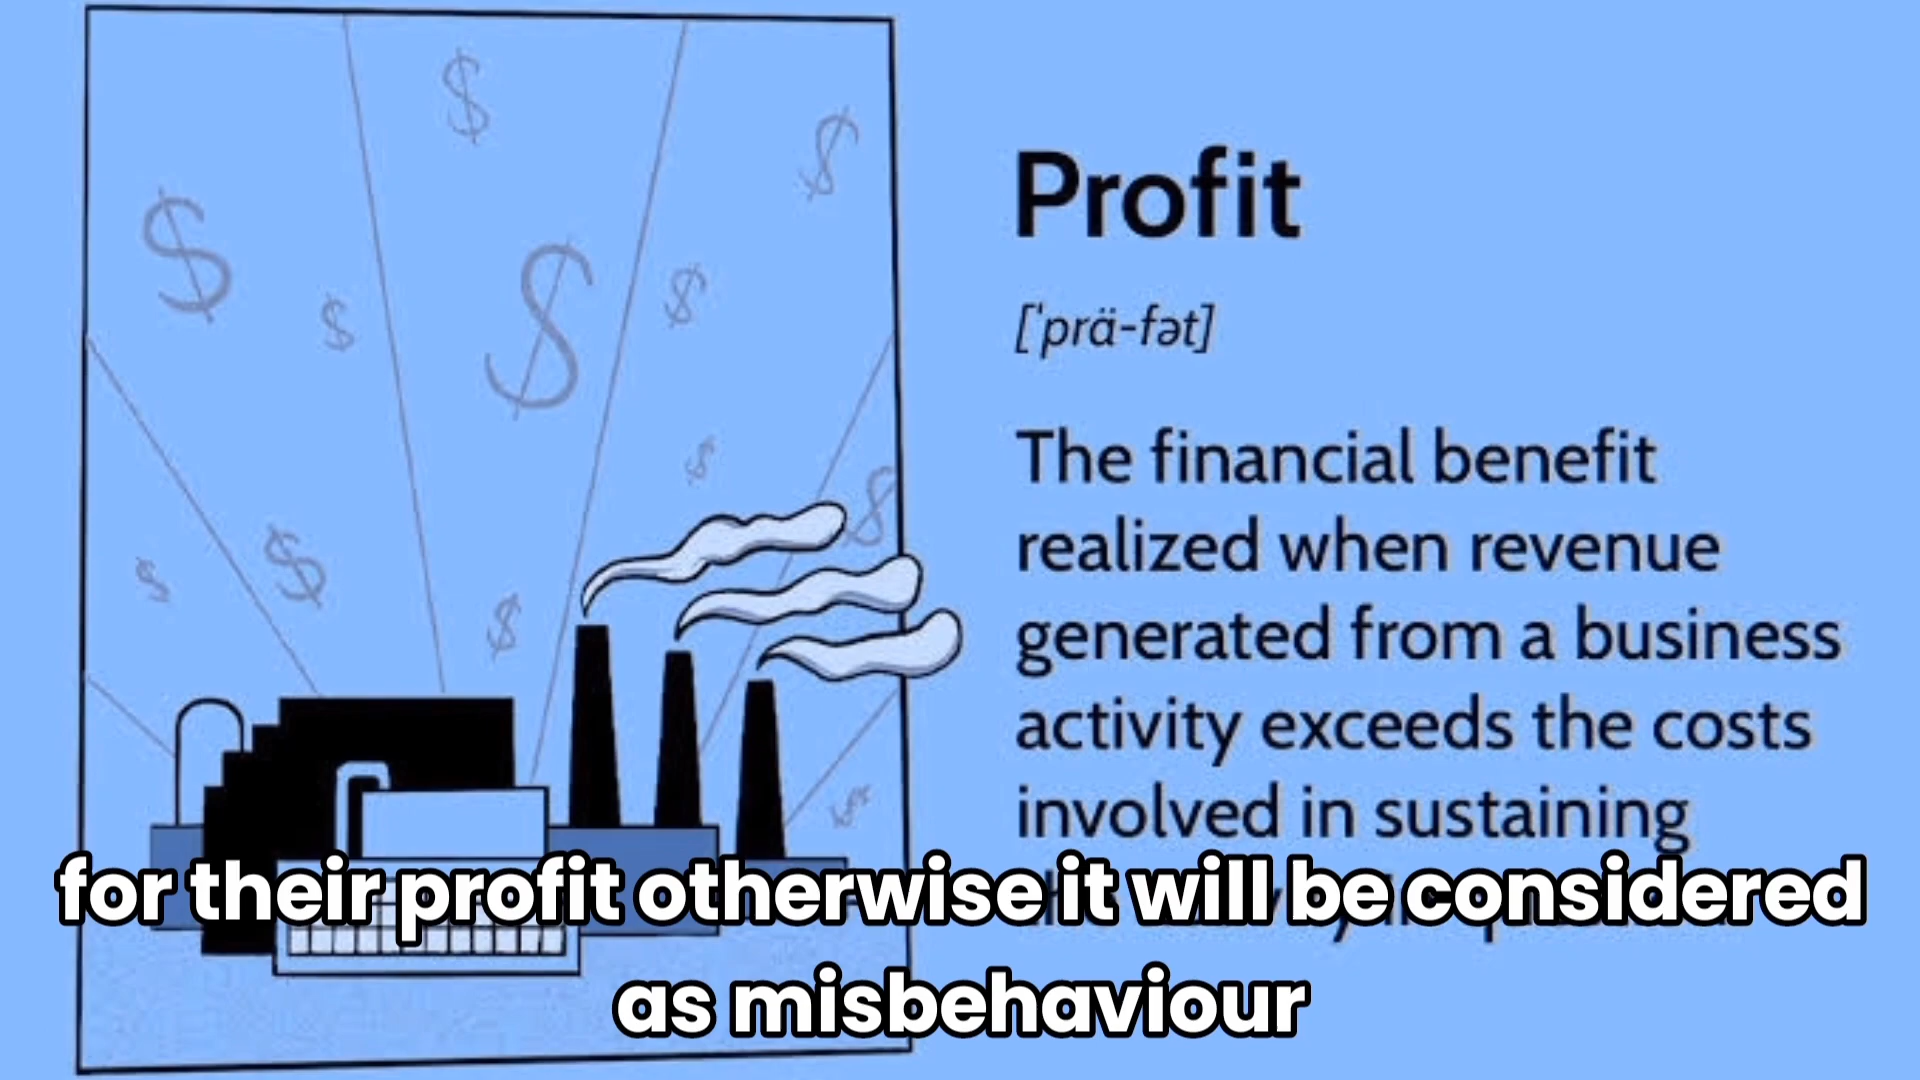 Profit
['prä-fət]
The financial benefit
realized when revenue
generated from a business
activity exceeds the costs
involved in sustaining
for their profit otherwise it will be considered
as misbehaviour
$
$
$
$
$
$
$
$
$
$
$